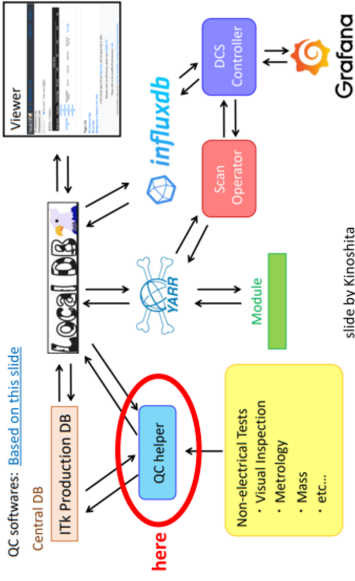 QC softwares: Based on this slide
Central DB
ITk Production DB
Local DB
Viewer
here
QC helper
YARR
influxdb
Scan
Operator
DCS
Controller
Grafana
Non-electrical Tests
・Visual Inspection
・Metrology
・Mass
・etc...
Module
slide by Kinoshita